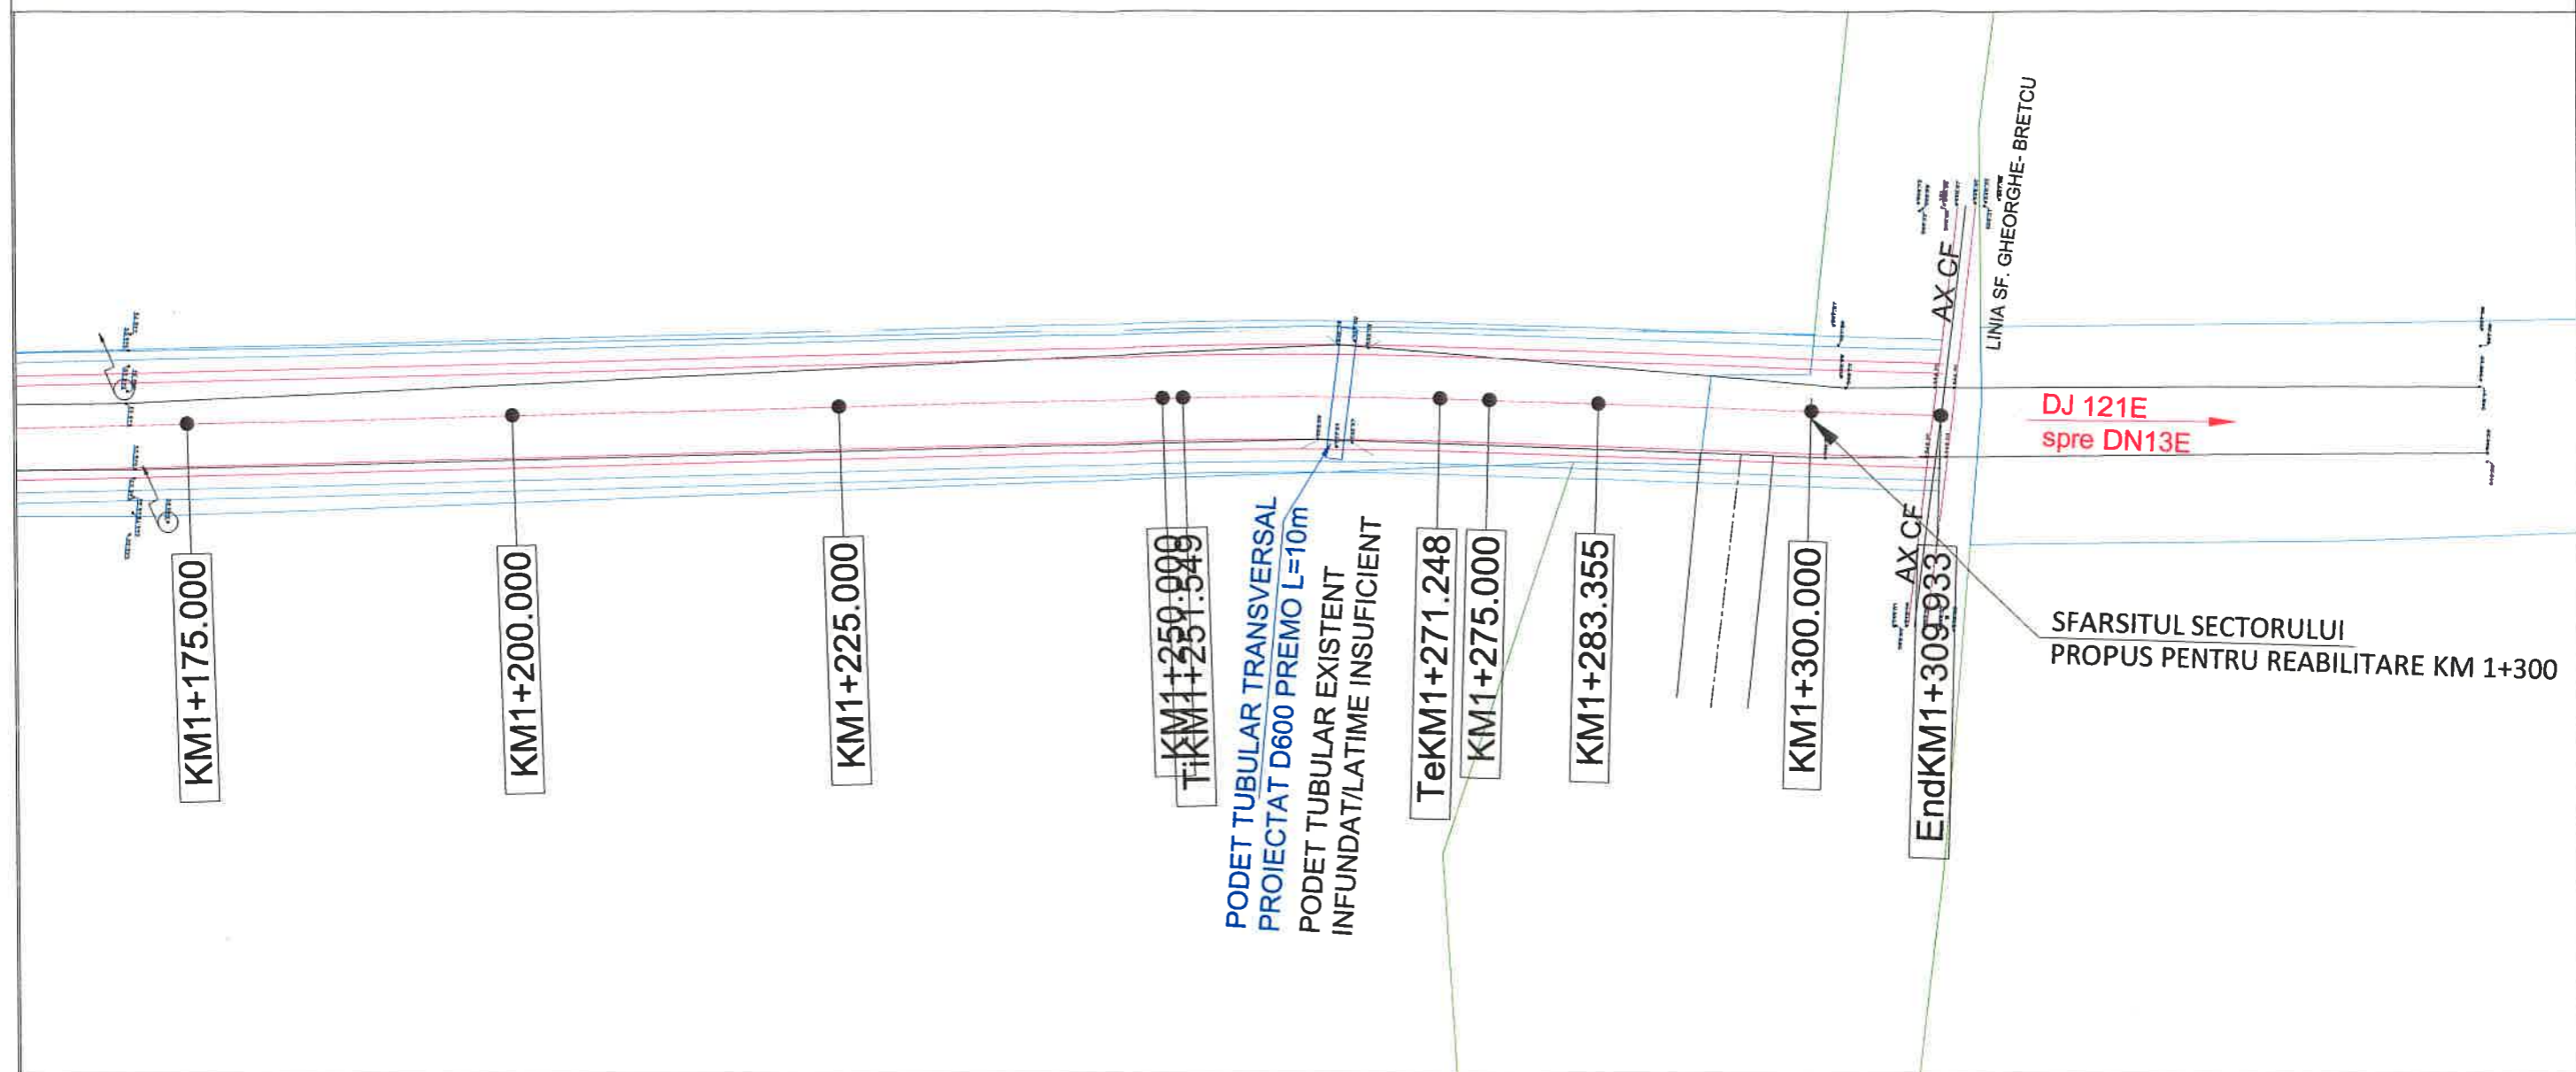 KM1+175.000
KM1+200.000
KM1+225.000
KM1+250.000
TiKM1+251.549
PODET TUBULAR TRANSVERSAL
PROIECTAT D600 PREMO L=10m
PODET TUBULAR EXISTENT
INFUNDAT/LATIME INSUFICIENT
TeKM1+271.248
KM1+275.000
KM1+283.355
KM1+300.000
EndKM1+309.933
AX CF
AX CF
LINIA SF. GHEORGHE- BRETCU
DJ 121E
spre DN13E
SFARSITUL SECTORULUI
PROPUS PENTRU REABILITARE KM 1+300